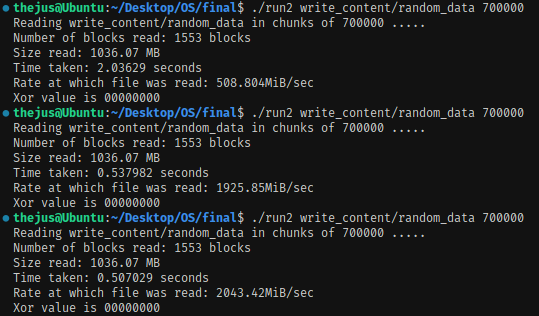 thejus@Ubuntu:~/Desktop/OS/final$ ./run2 write_content/random_data 700000
Reading write_content/random_data in chunks of 700000 .....
Number of blocks read: 1553 blocks
Size read: 1036.07 MB
Time taken: 2.03629 seconds
Rate at which file was read: 508.804MiB/sec
Xor value is 00000000
thejus@Ubuntu:~/Desktop/OS/final$ ./run2 write_content/random_data 700000
Reading write_content/random_data in chunks of 700000 .....
Number of blocks read: 1553 blocks
Size read: 1036.07 MB
Time taken: 0.537982 seconds
Rate at which file was read: 1925.85MiB/sec
Xor value is 00000000
thejus@Ubuntu:~/Desktop/OS/final$ ./run2 write_content/random_data 700000
Reading write_content/random_data in chunks of 700000 .....
Number of blocks read: 1553 blocks
Size read: 1036.07 MB
Time taken: 0.507029 seconds
Rate at which file was read: 2043.42MiB/sec
Xor value is 00000000